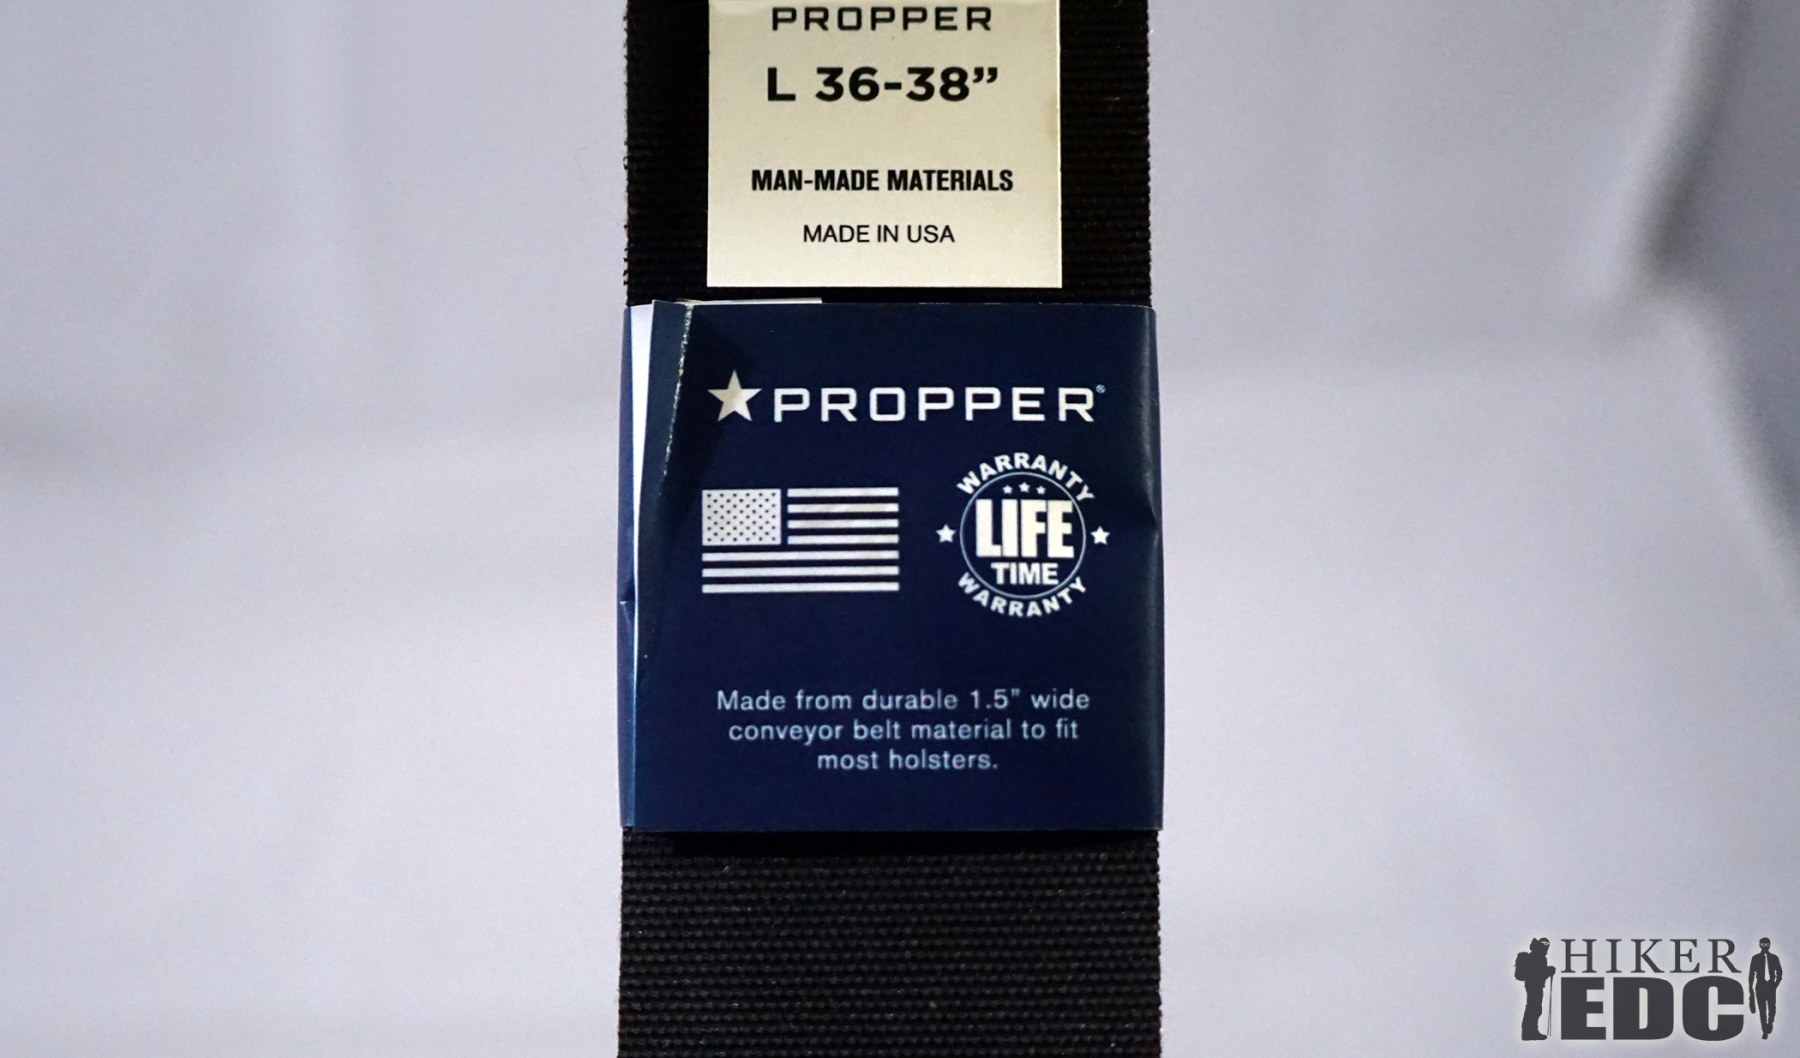 PROPPER
L 36-38”
MAN-MADE MATERIALS
MADE IN USA
PROPPER®
WARRANTY
LIFE
TIME
WARRANTY
Made from durable 1.5" wide
conveyor belt material to fit
most holsters.
HIKER
EDC